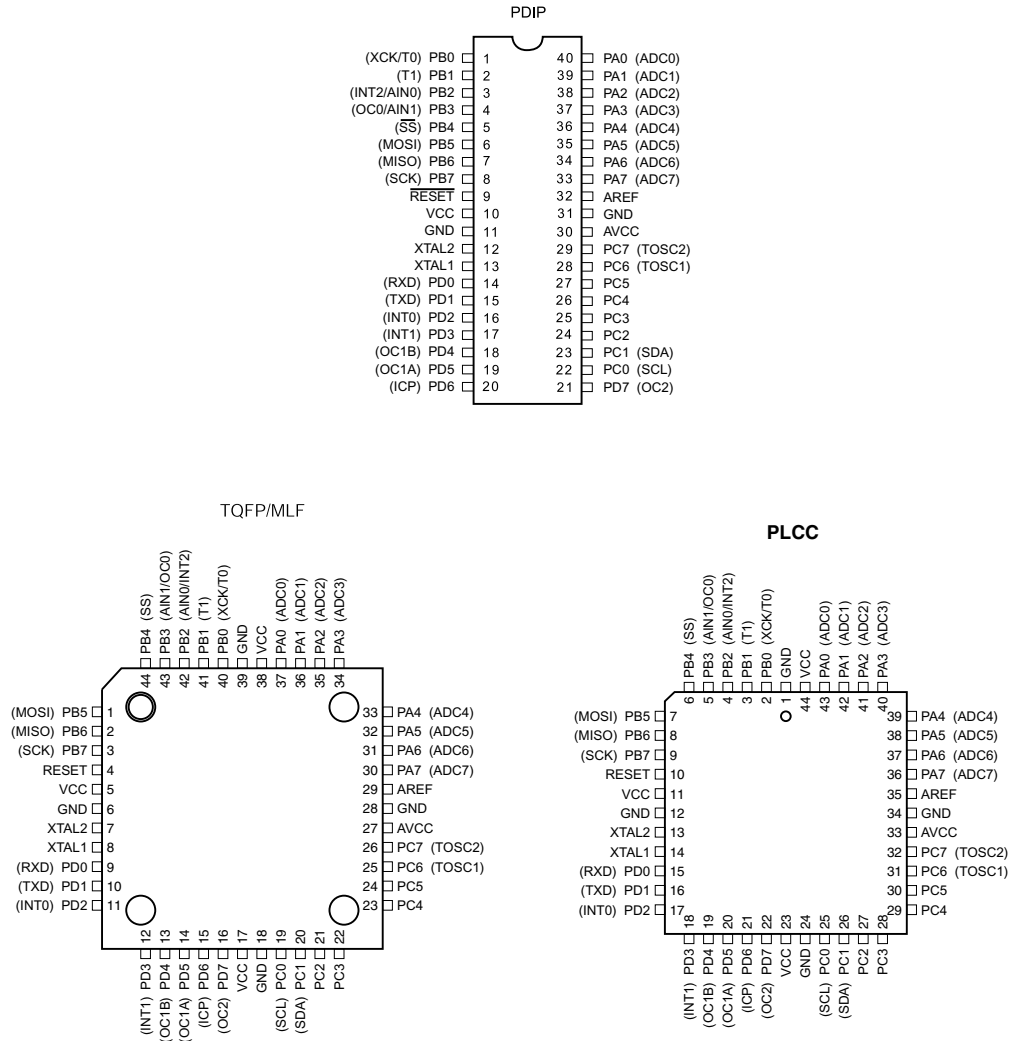 PDIP
(XCK/T0) PB0 1 40 PA0 (ADC0)
(T1) PB1 2 39 PA1 (ADC1)
(INT2/AIN0) PB2 3 38 PA2 (ADC2)
(OC0/AIN1) PB3 4 37 PA3 (ADC3)
(SS) PB4 5 36 PA4 (ADC4)
(MOSI) PB5 6 35 PA5 (ADC5)
(MISO) PB6 7 34 PA6 (ADC6)
(SCK) PB7 8 33 PA7 (ADC7)
RESET 9 32 AREF
VCC 10 31 GND
GND 11 30 AVCC
XTAL2 12 29 PC7 (TOSC2)
XTAL1 13 28 PC6 (TOSC1)
(RXD) PD0 14 27 PC5
(TXD) PD1 15 26 PC4
(INT0) PD2 16 25 PC3
(INT1) PD3 17 24 PC2
(OC1B) PD4 18 23 PC1 (SDA)
(OC1A) PD5 19 22 PC0 (SCL)
(ICP) PD6 20 21 PD7 (OC2)
TQFP/MLF
44 PB4 (SS)
43 PB3 (AIN1/OC0)
42 PB2 (AIN0/INT2)
41 PB1 (T1)
40 PB0 (XCK/T0)
39 GND
38 VCC
37 PA0 (ADC0)
36 PA1 (ADC1)
35 PA2 (ADC2)
34 PA3 (ADC3)
(MOSI) PB5 1 33 PA4 (ADC4)
(MISO) PB6 2 32 PA5 (ADC5)
(SCK) PB7 3 31 PA6 (ADC6)
RESET 4 30 PA7 (ADC7)
VCC 5 29 AREF
GND 6 28 GND
XTAL2 7 27 AVCC
XTAL1 8 26 PC7 (TOSC2)
(RXD) PD0 9 25 PC6 (TOSC1)
(TXD) PD1 10 24 PC5
(INT0) PD2 11 23 PC4
(INT1) PD3 12
(OC1B) PD4 13
(OC1A) PD5 14
(ICP) PD6 15
(OC2) PD7 16
VCC 17
GND 18
(SCL) PC0 19
(SDA) PC1 20
PC2 21
PC3 22
PLCC
6 PB4 (SS)
5 PB3 (AIN1/OC0)
4 PB2 (AIN0/INT2)
3 PB1 (T1)
2 PB0 (XCK/T0)
1 GND
44 VCC
43 PA0 (ADC0)
42 PA1 (ADC1)
41 PA2 (ADC2)
40 PA3 (ADC3)
(MOSI) PB5 7 39 PA4 (ADC4)
(MISO) PB6 8 38 PA5 (ADC5)
(SCK) PB7 9 37 PA6 (ADC6)
RESET 10 36 PA7 (ADC7)
VCC 11 35 AREF
GND 12 34 GND
XTAL2 13 33 AVCC
XTAL1 14 32 PC7 (TOSC2)
(RXD) PD0 15 31 PC6 (TOSC1)
(TXD) PD1 16 30 PC5
(INT0) PD2 17 29 PC4
(INT1) PD3 18
(OC1B) PD4 19
(OC1A) PD5 20
(ICP) PD6 21
(OC2) PD7 22
VCC 23
GND 24
(SCL) PC0 25
(SDA) PC1 26
PC2 27
PC3 28